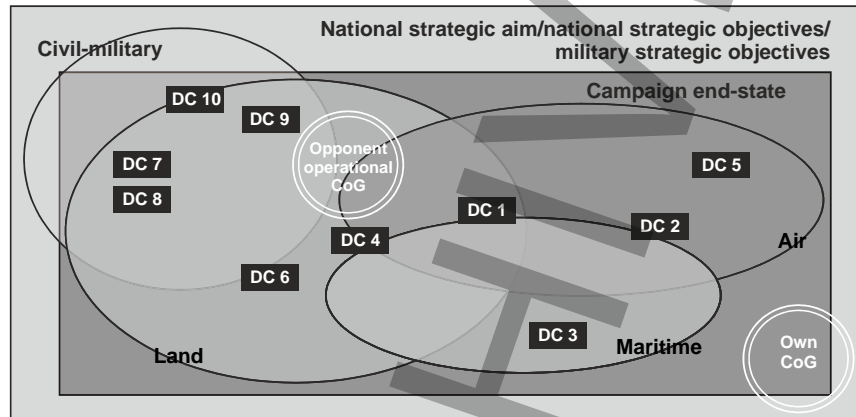 National strategic aim/national strategic objectives/
military strategic objectives
Civil-military
Campaign end-state
DC 10
DC 9
Opponent
operational
CoG
DC 7
DC 8
DC 5
DC 1
DC 2
DC 4
Air
DC 6
DC 3
Land
Maritime
Own
CoG